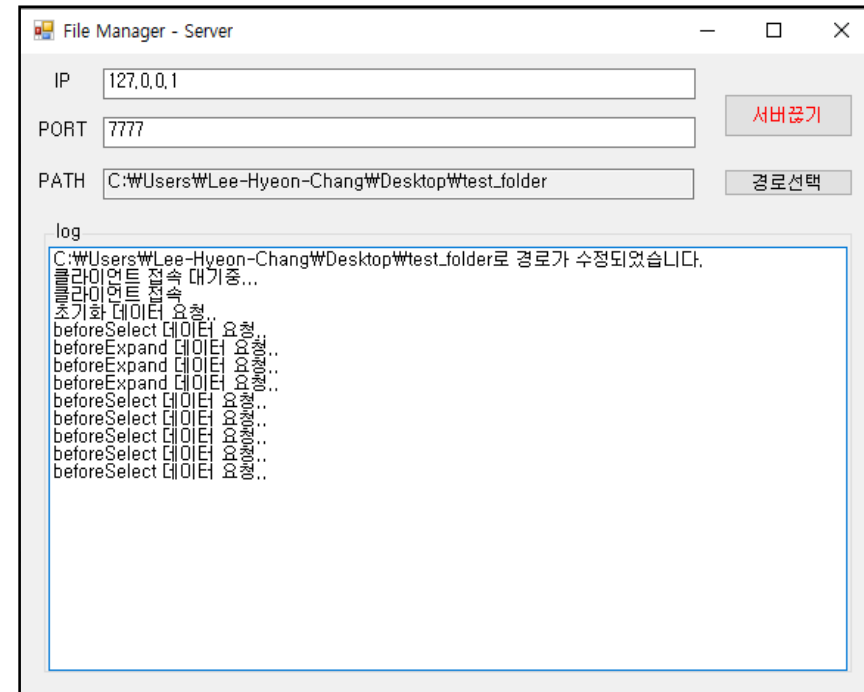 File Manager - Server
IP 127,0,0,1
서버끊기
PORT 7777
PATH C:₩Users₩Lee-Hyeon-Chang₩Desktop₩test_folder 경로선택
log
C:₩Users₩Lee-Hyeon-Chang₩Desktop₩test_folder로 경로가 수정되었습니다.
클라이언트 접속 대기중...
클라이언트 접속
초기화 데이터 요청..
beforeSelect 데이터 요청..
beforeExpand 데이터 요청..
beforeExpand 데이터 요청..
beforeExpand 데이터 요청..
beforeSelect 데이터 요청..
beforeSelect 데이터 요청..
beforeSelect 데이터 요청..
beforeSelect 데이터 요청..
beforeSelect 데이터 요청..